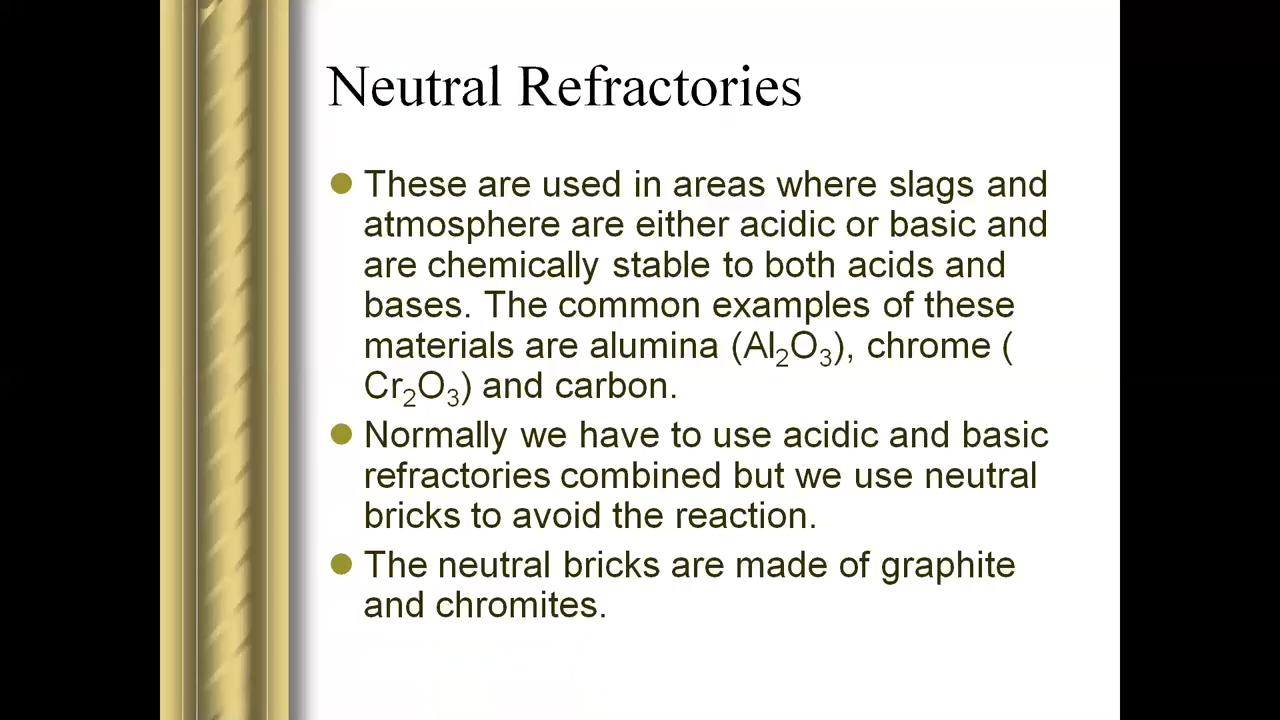 Neutral Refractories
These are used in areas where slags and
atmosphere are either acidic or basic and
are chemically stable to both acids and
bases. The common examples of these
materials are alumina (Al₂O₃), chrome (
Cr₂O₃) and carbon.
Normally we have to use acidic and basic
refractories combined but we use neutral
bricks to avoid the reaction.
The neutral bricks are made of graphite
and chromites.